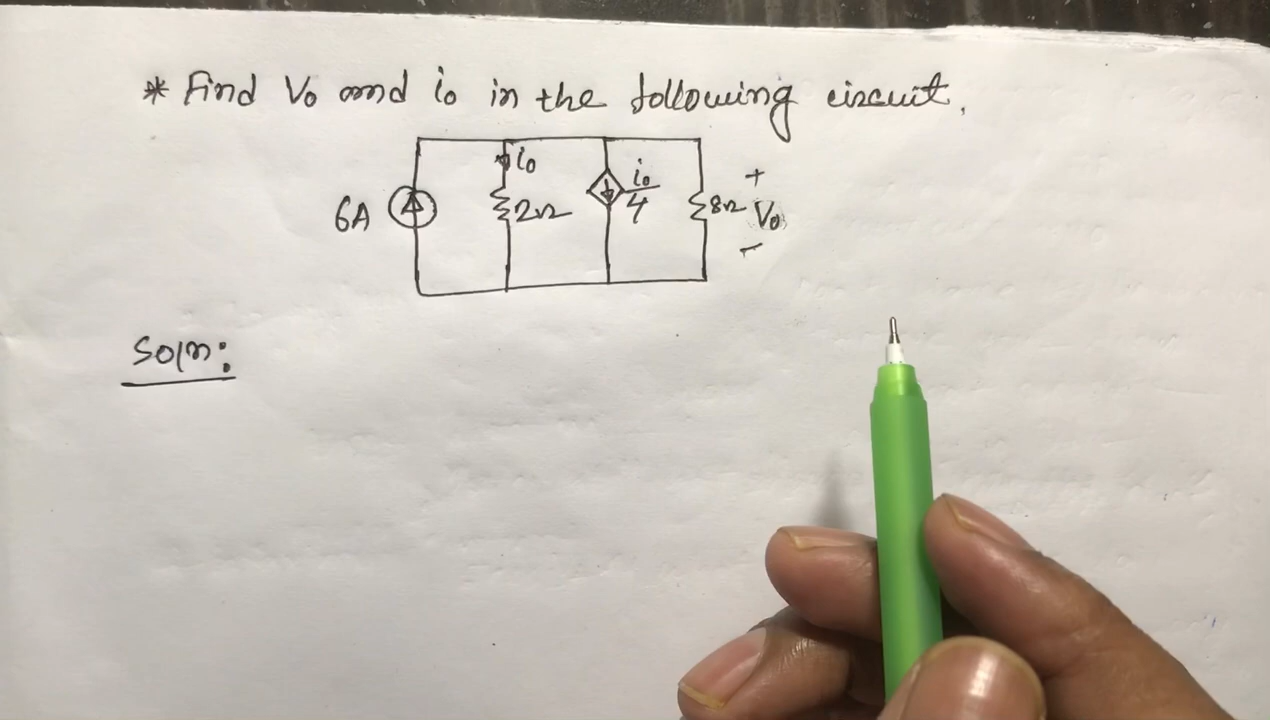 * Find V₀ and i₀ in the following circuit.
6A
i₀
2Ω
i₀/4
8Ω
+
V₀
-
Soln: